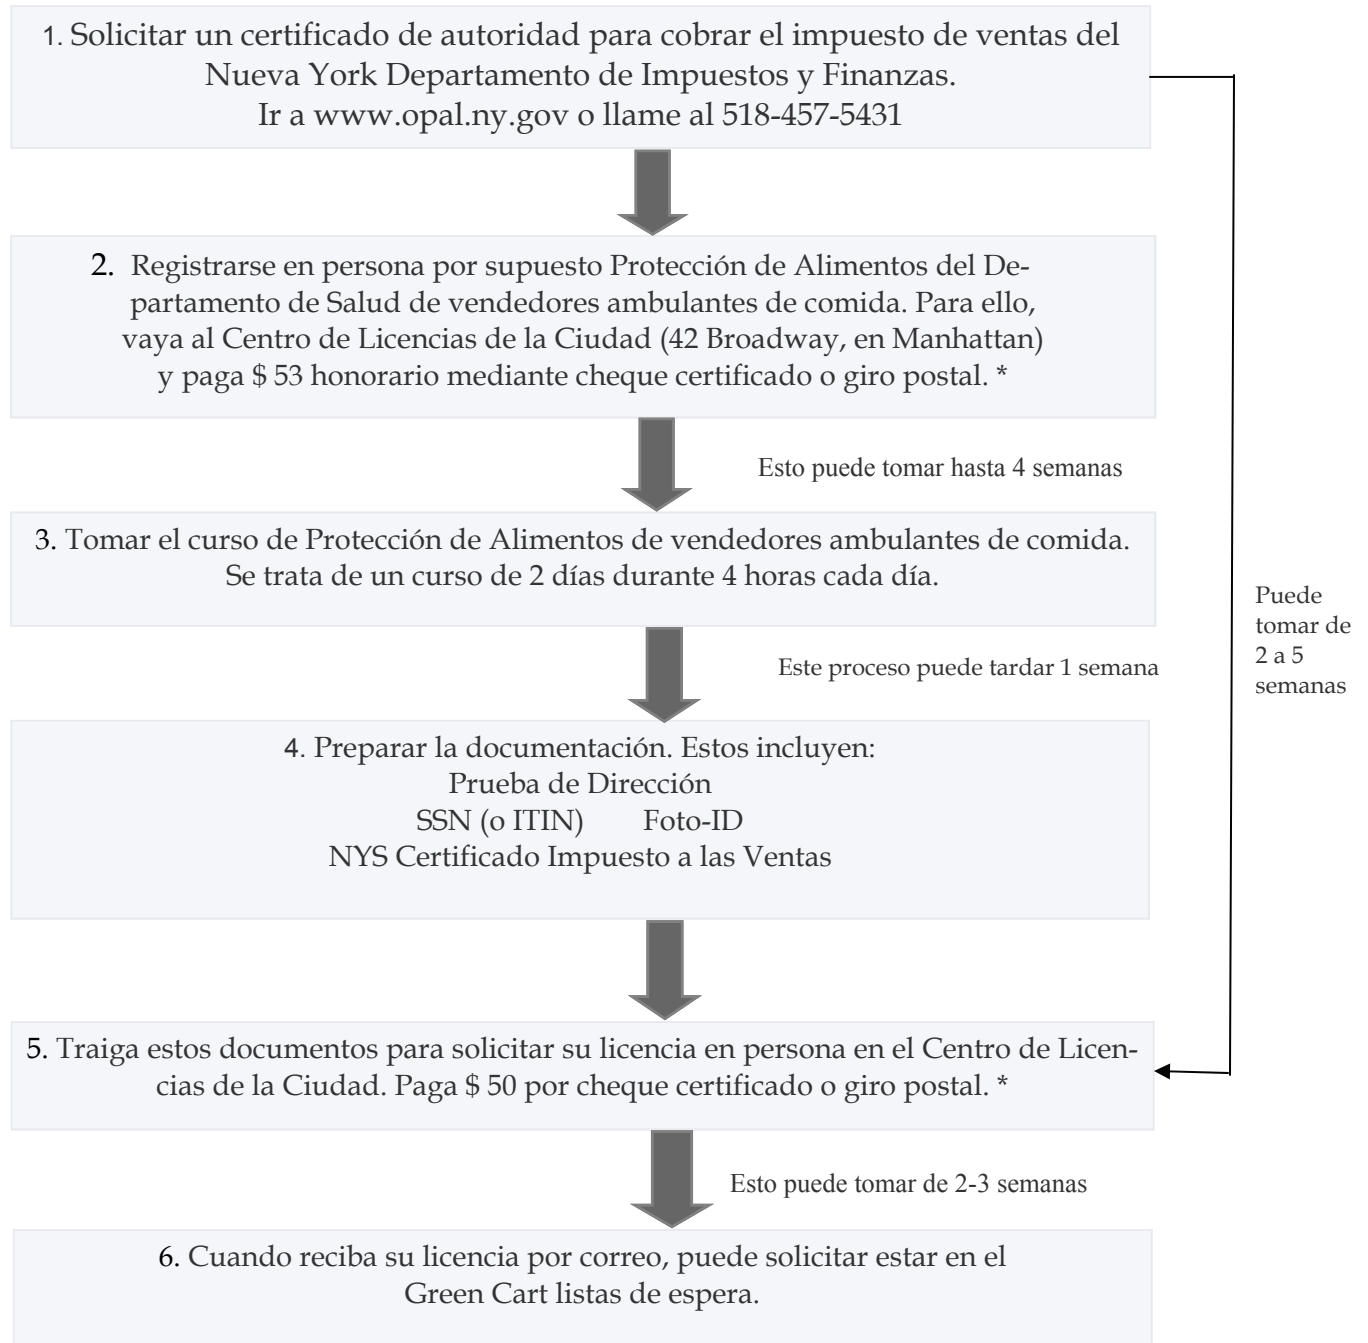 1. Solicitar un certificado de autoridad para cobrar el impuesto de ventas del
Nueva York Departamento de Impuestos y Finanzas.
Ir a www.opal.ny.gov o llame al 518-457-5431
2. Registrarse en persona por supuesto Protección de Alimentos del De-
partamento de Salud de vendedores ambulantes de comida. Para ello,
vaya al Centro de Licencias de la Ciudad (42 Broadway, en Manhattan)
y paga $ 53 honorario mediante cheque certificado o giro postal. *
Esto puede tomar hasta 4 semanas
3. Tomar el curso de Protección de Alimentos de vendedores ambulantes de comida.
Se trata de un curso de 2 días durante 4 horas cada día.
Puede
tomar de
2 a 5
semanas
Este proceso puede tardar 1 semana
4. Preparar la documentación. Estos incluyen:
Prueba de Dirección
SSN (o ITIN) Foto-ID
NYS Certificado Impuesto a las Ventas
5. Traiga estos documentos para solicitar su licencia en persona en el Centro de Licen-
cias de la Ciudad. Paga $ 50 por cheque certificado o giro postal. *
Esto puede tomar de 2-3 semanas
6. Cuando reciba su licencia por correo, puede solicitar estar en el
Green Cart listas de espera.